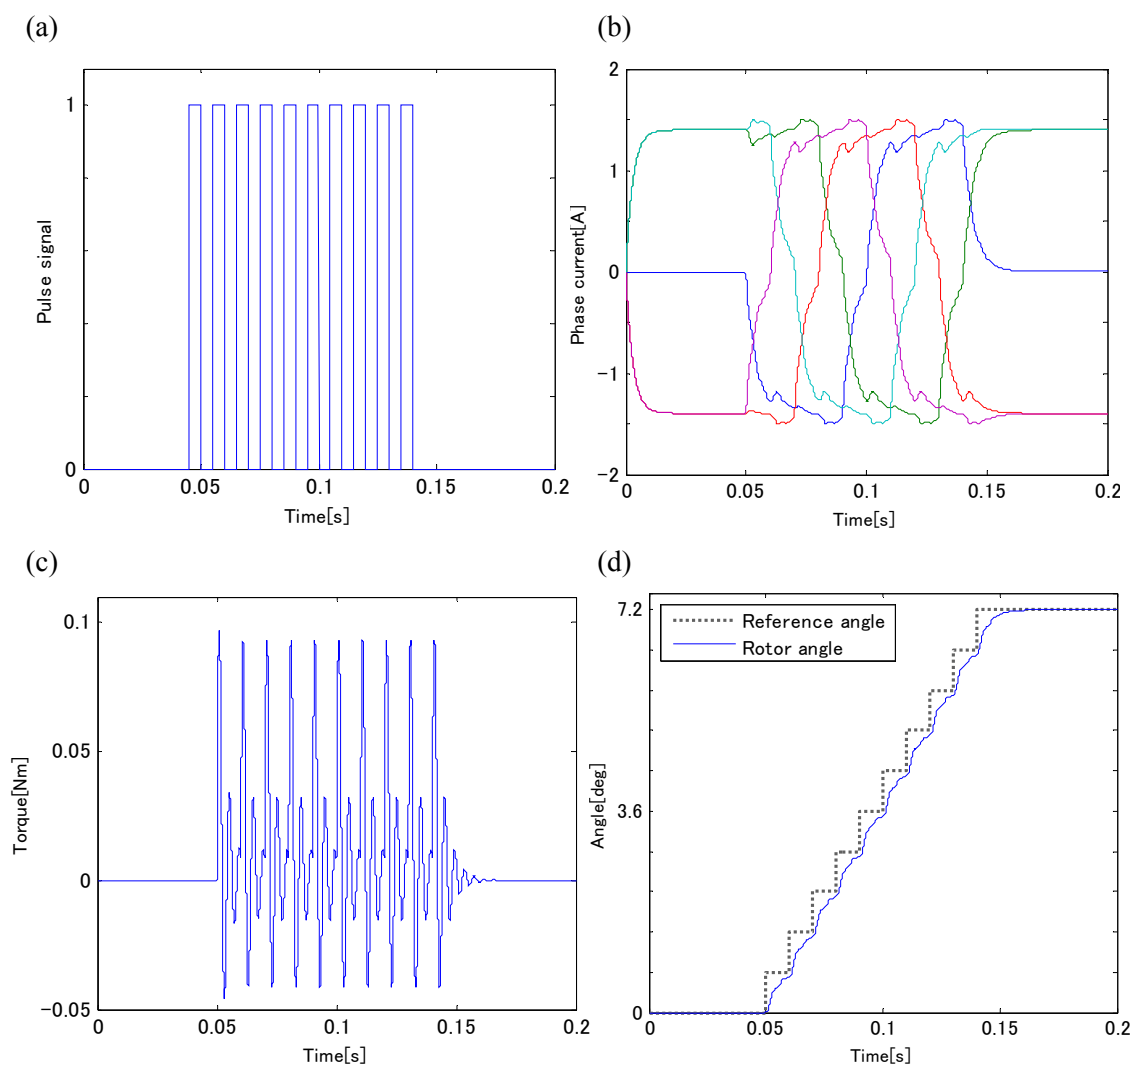 (a)
1
Pulse signal
0
0
0.05
0.1
0.15
0.2
Time[s]
(b)
2
1
Phase current[A]
0
−1
−2
0
0.05
0.1
0.15
0.2
Time[s]
(c)
0.1
0.05
Torque[Nm]
0
−0.05
0
0.05
0.1
0.15
0.2
Time[s]
(d)
7.2
Reference angle
Rotor angle
Angle[deg]
3.6
0
0
0.05
0.1
0.15
0.2
Time[s]